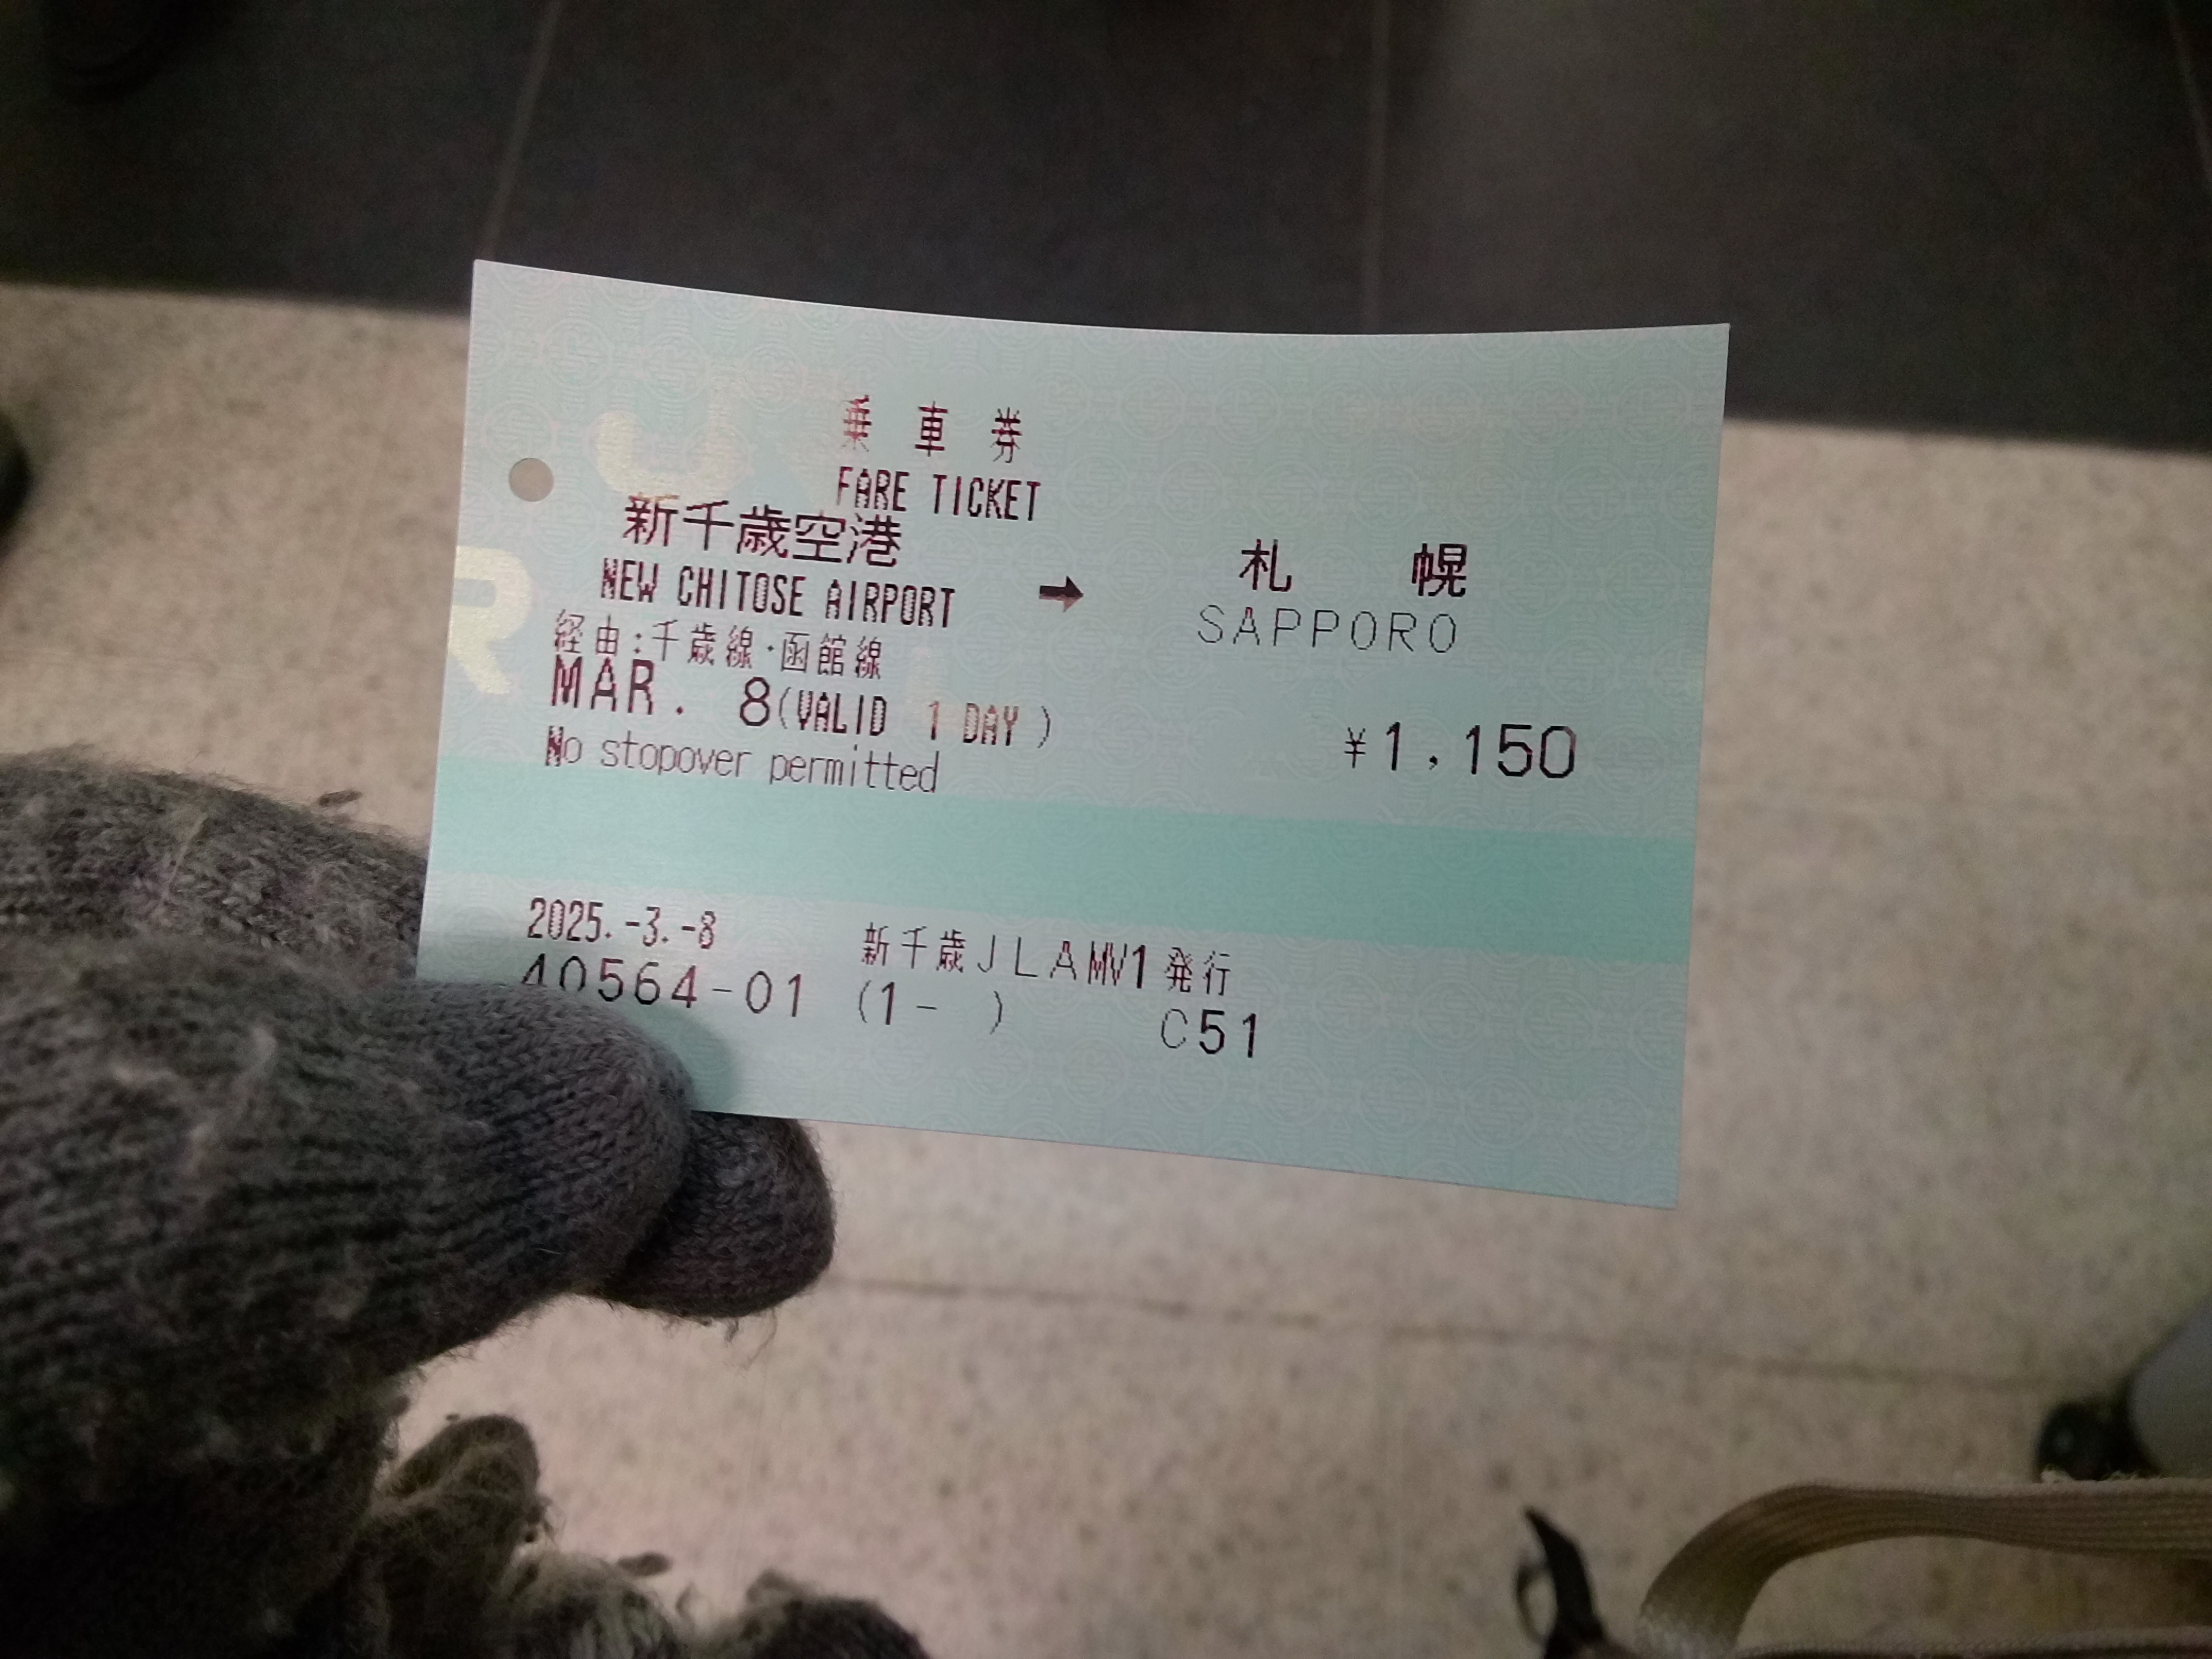 乗車券
FARE TICKET
新千歳空港 → 札幌
NEW CHITOSE AIRPORT SAPPORO
経由:千歳線・函館線
MAR. 8(VALID 1 DAY )
¥1,150
No stopover permitted
2025.-3.-8 新千歳JLAMV1発行
40564-01 (1- ) C51